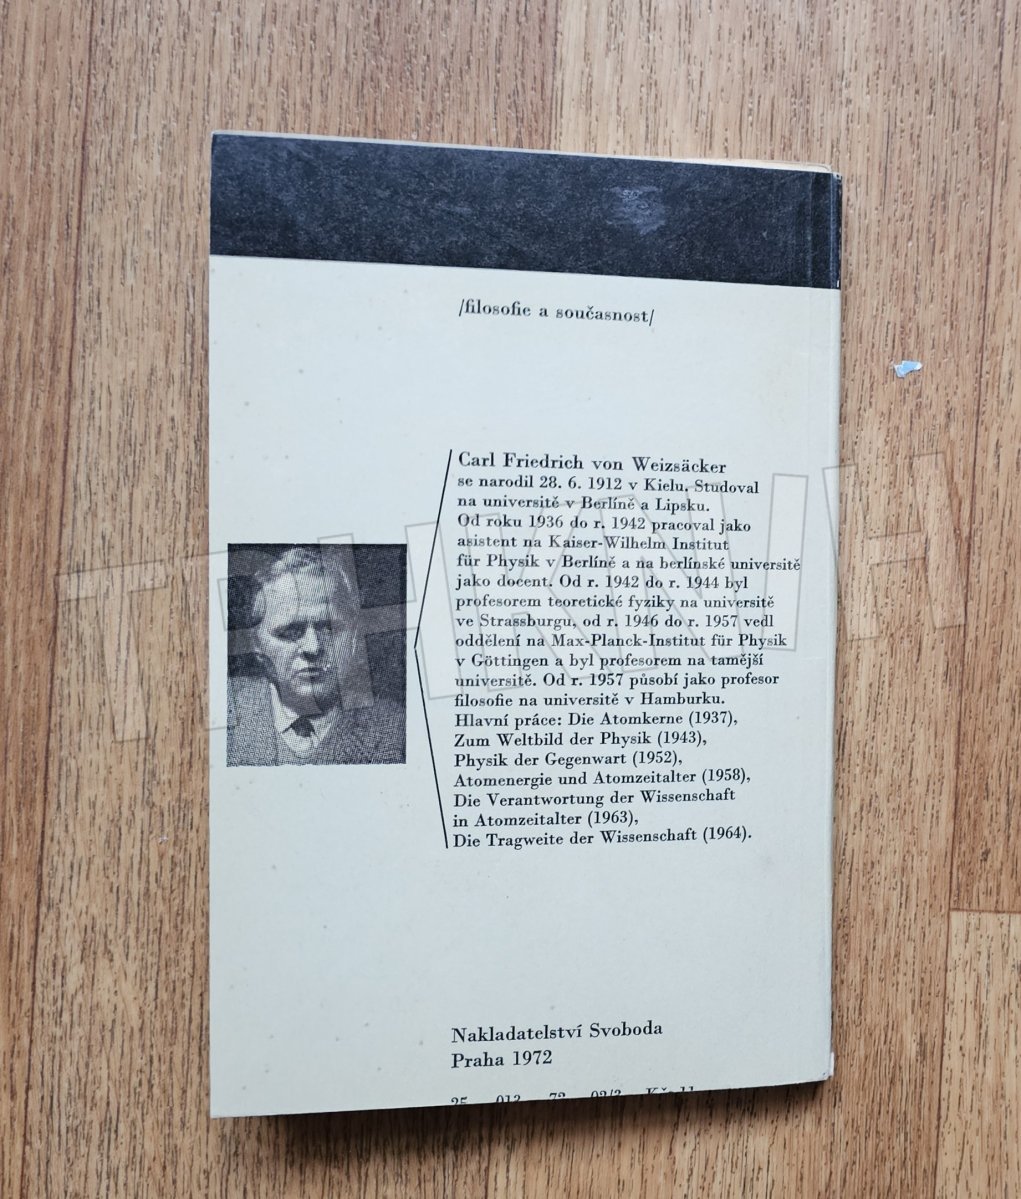 /filosofie a současnost/
Carl Friedrich von Weizsäcker
se narodil 28. 6. 1912 v Kielu. Studoval
na universitě v Berlíně a Lipsku.
Od roku 1936 do r. 1942 pracoval jako
asistent na Kaiser-Wilhelm Institut
für Physik v Berlíně a na berlínské universitě
jako docent. Od r. 1942 do r. 1944 byl
profesorem teoretické fyziky na universitě
ve Strassburgu, od r. 1946 do r. 1957 vedl
oddělení na Max-Planck-Institut für Physik
v Göttingen a byl profesorem na tamější
universitě. Od r. 1957 působí jako profesor
filosofie na universitě v Hamburku.
Hlavní práce: Die Atomkerne (1937),
Zum Weltbild der Physik (1943),
Physik der Gegenwart (1952),
Atomenergie und Atomzeitalter (1958),
Die Verantwortung der Wissenschaft
in Atomzeitalter (1963),
Die Tragweite der Wissenschaft (1964).
Nakladatelství Svoboda
Praha 1972